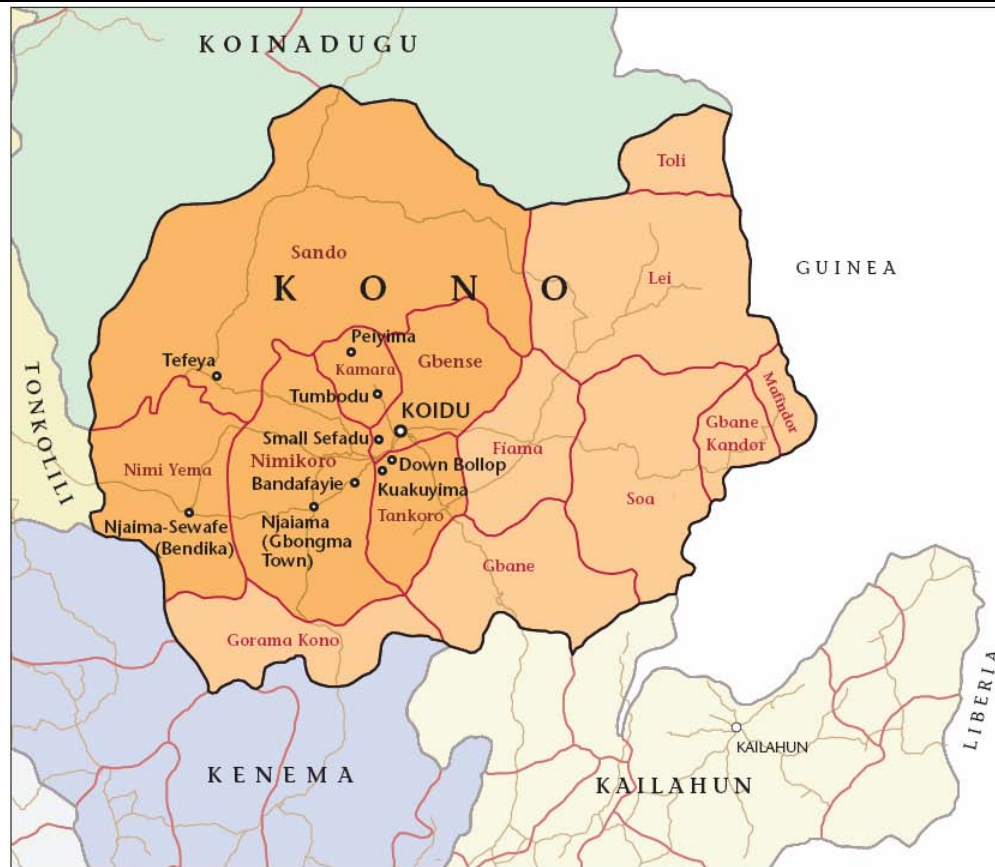 KOINADUGU
Toli
Sando
Lei
GUINEA
KONO
Peiyima
Tefeya
Kamara
Gbense
TONKOLILI
Tumbodu
Mafindor
KOIDU
Gbane
Kandor
Small Sefadu
Fiama
Nimi Yema
Nimikoro
Down Bollop
Bandafayie
Kuakuyima
Soa
Tankoro
Njaima-Sewafe
(Bendika)
Njaiama
(Gbongma
Town)
Gbane
Gorama Kono
LIBERIA
KAILAHUN
KENEMA
KAILAHUN